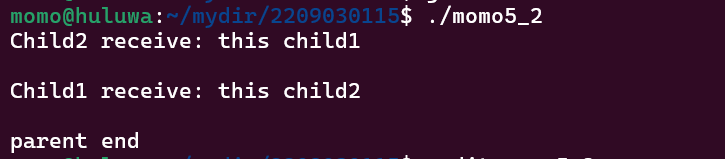 momo@huluwa:~/mydir/2209030115$ ./momo5_2
Child2 receive: this child1
Child1 receive: this child2
parent end